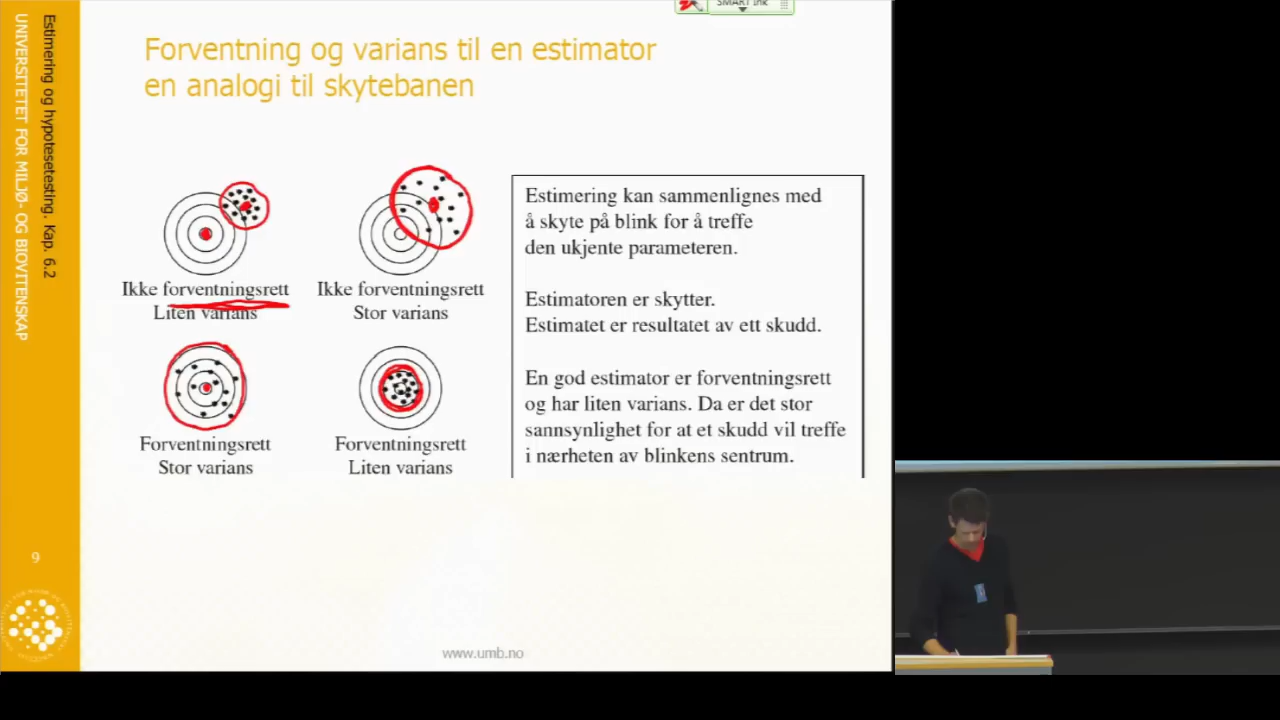 SMART Ink
Forventning og varians til en estimator
en analogi til skytebanen
Estimering og hypotesetesting. Kap. 6.2
UNIVERSITETET FOR MILJØ- OG BIOVITENSKAP
Ikke forventningsrett
Liten varians
Ikke forventningsrett
Stor varians
Forventningsrett
Stor varians
Forventningsrett
Liten varians
Estimering kan sammenlignes med
å skyte på blink for å treffe
den ukjente parameteren.
Estimatoren er skytter.
Estimatet er resultatet av ett skudd.
En god estimator er forventningsrett
og har liten varians. Da er det stor
sannsynlighet for at et skudd vil treffe
i nærheten av blinkens sentrum.
9
www.umb.no